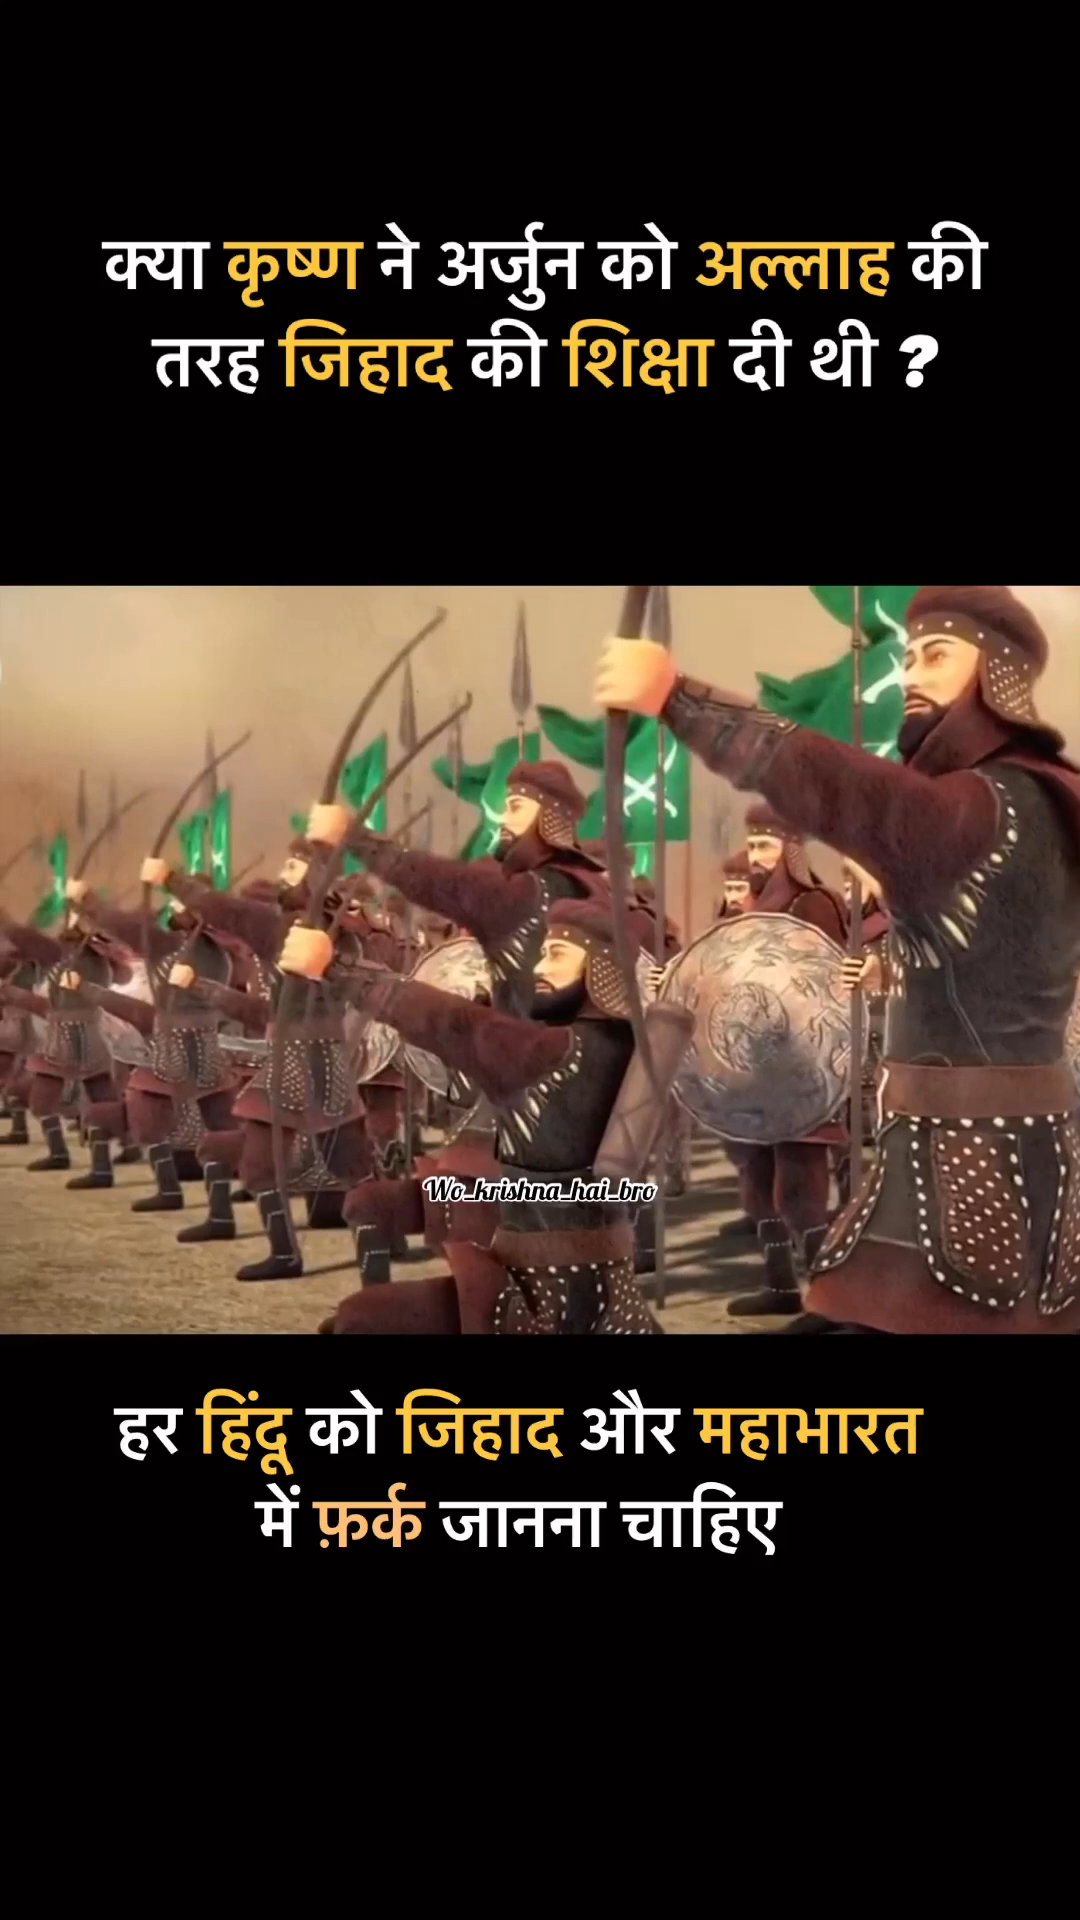 क्या कृष्ण ने अर्जुन को अल्लाह की
तरह जिहाद की शिक्षा दी थी ?
Wo_krishna_hai_bro
हर हिंदू को जिहाद और महाभारत
में फ़र्क जानना चाहिए